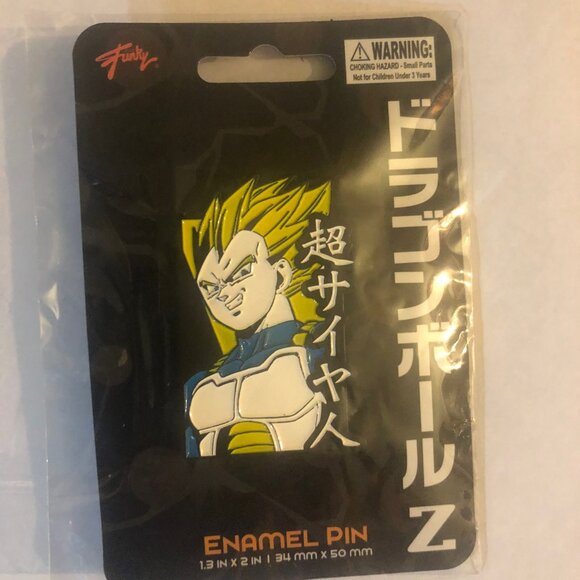 Funky
WARNING:
CHOKING HAZARD - Small Parts
Not for Children Under 3 Years
ドラゴンボールZ
超サイヤ人
ENAMEL PIN
1.3 IN X 2 IN | 34 MM X 50 MM